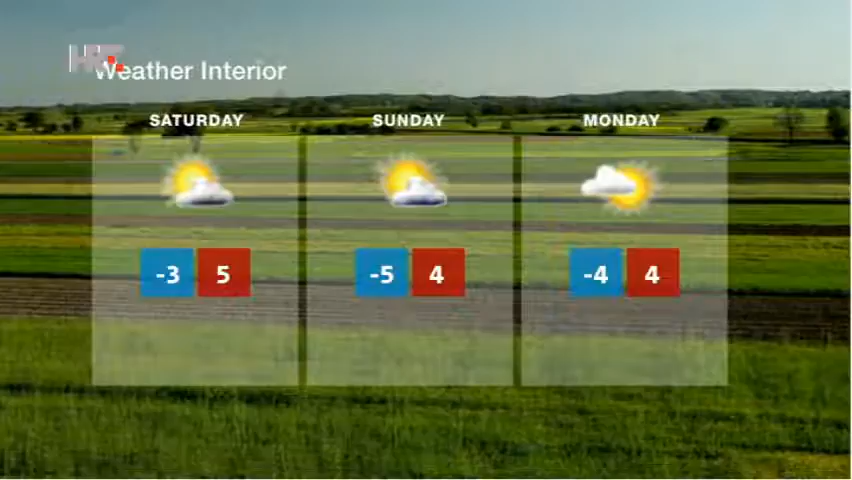 HRT
Weather Interior
SATURDAY SUNDAY MONDAY
-3 5 -5 4 -4 4